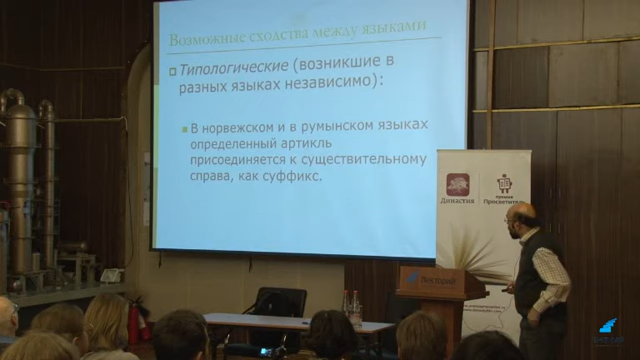 Возможные сходства между языками
Типологические (возникшие в
разных языках независимо):
В норвежском и в румынском языках
определенный артикль
присоединяется к существительному
справа, как суффикс.
Династия
Просветитель
Лекторий